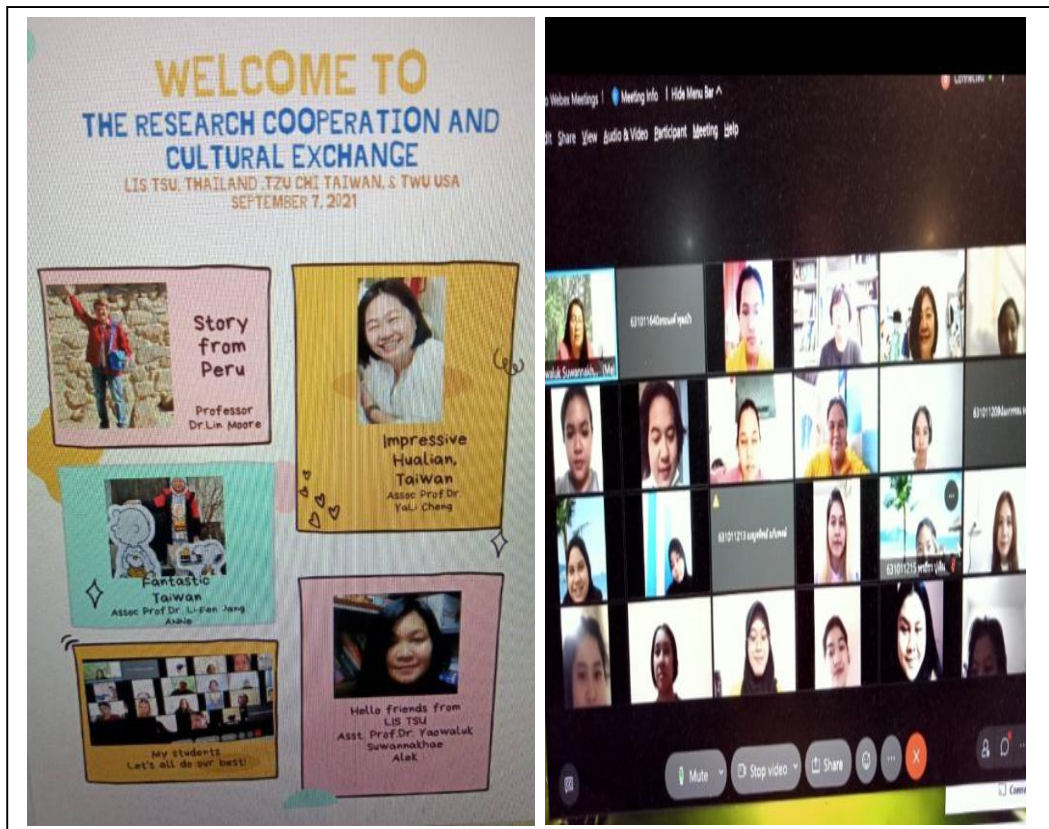 WELCOME TO
THE RESEARCH COOPERATION AND
CULTURAL EXCHANGE
LIS TSU, THAILAND ,TZU CHI TAIWAN, & TWU USA
SEPTEMBER 7, 2021
Story
from
Peru
Professor
Dr.Lin Moore
Impressive
Hualian,
Taiwan
Assoc Prof.Dr.
YaLi Cheng
Fantastic
Taiwan
Assoc Prof.Dr. Li-Fen Jang
Annie
My students
Let's all do our best!
Hello friends from
LIS TSU
Asst. Prof.Dr. Yaowaluk
Suwannakhae
Alek
Webex Meetings | Meeting Info | Hide Menu Bar
Connected
Share View Audio & Video Participant Meeting Help
Mute
Stop video
Share